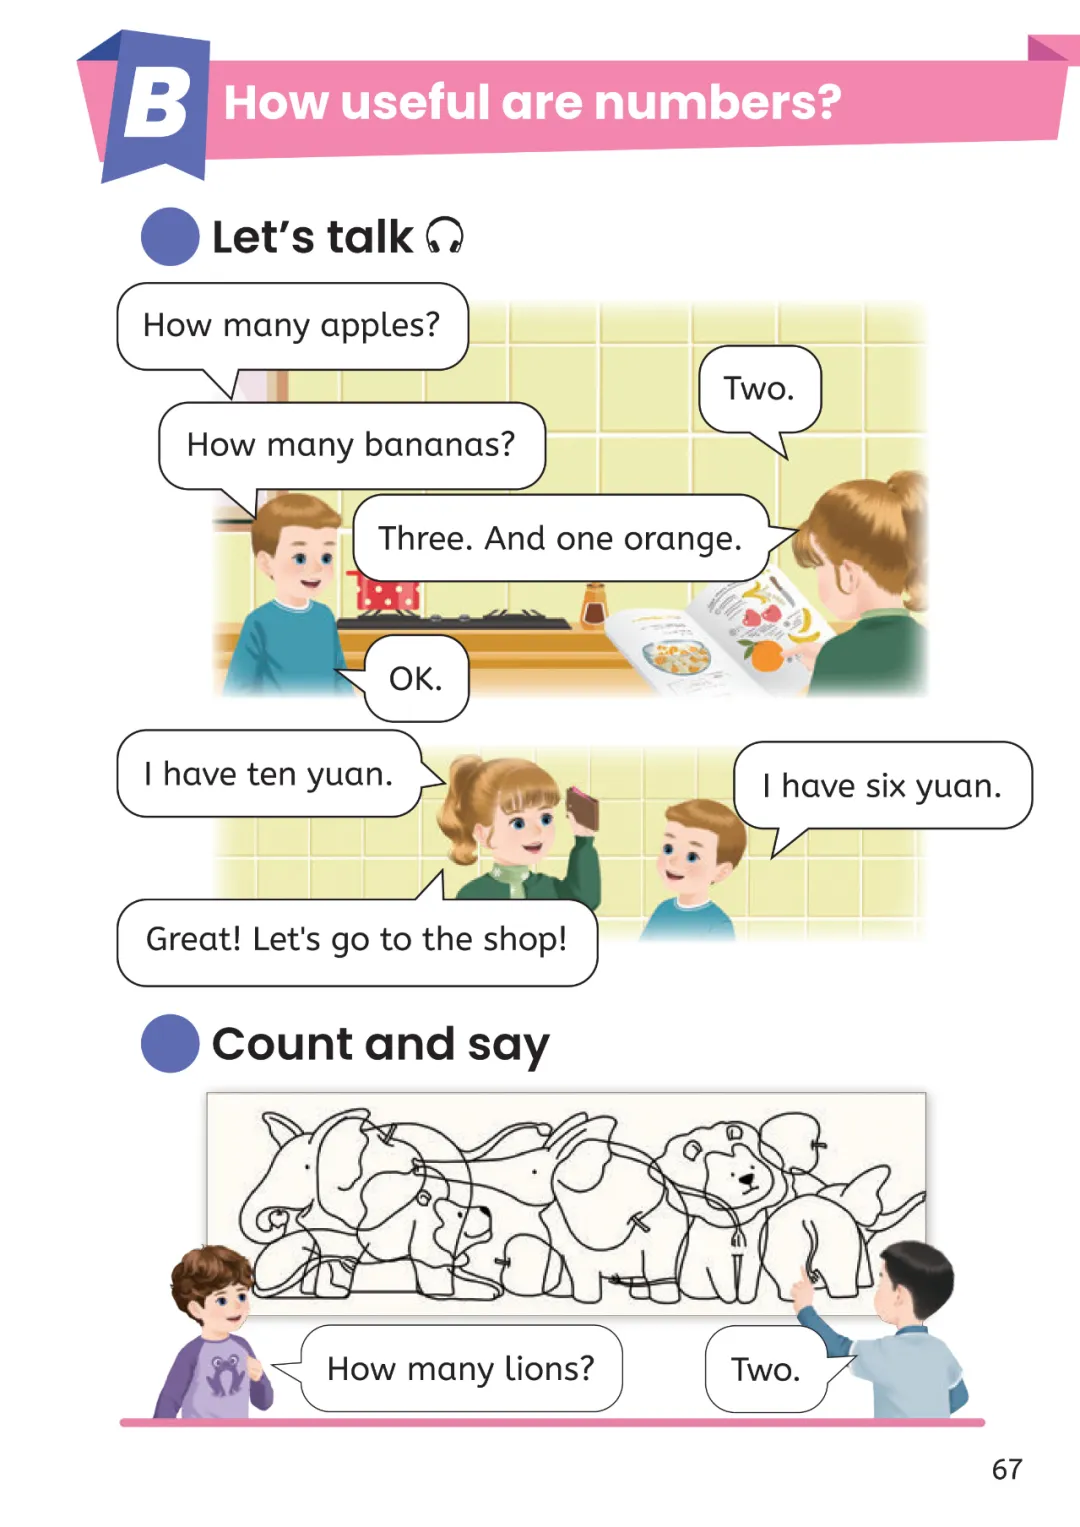 B
How useful are numbers?
Let's talk
How many apples?
Two.
How many bananas?
Three. And one orange.
OK.
I have ten yuan.
I have six yuan.
Great! Let's go to the shop!
Count and say
How many lions?
Two.
67